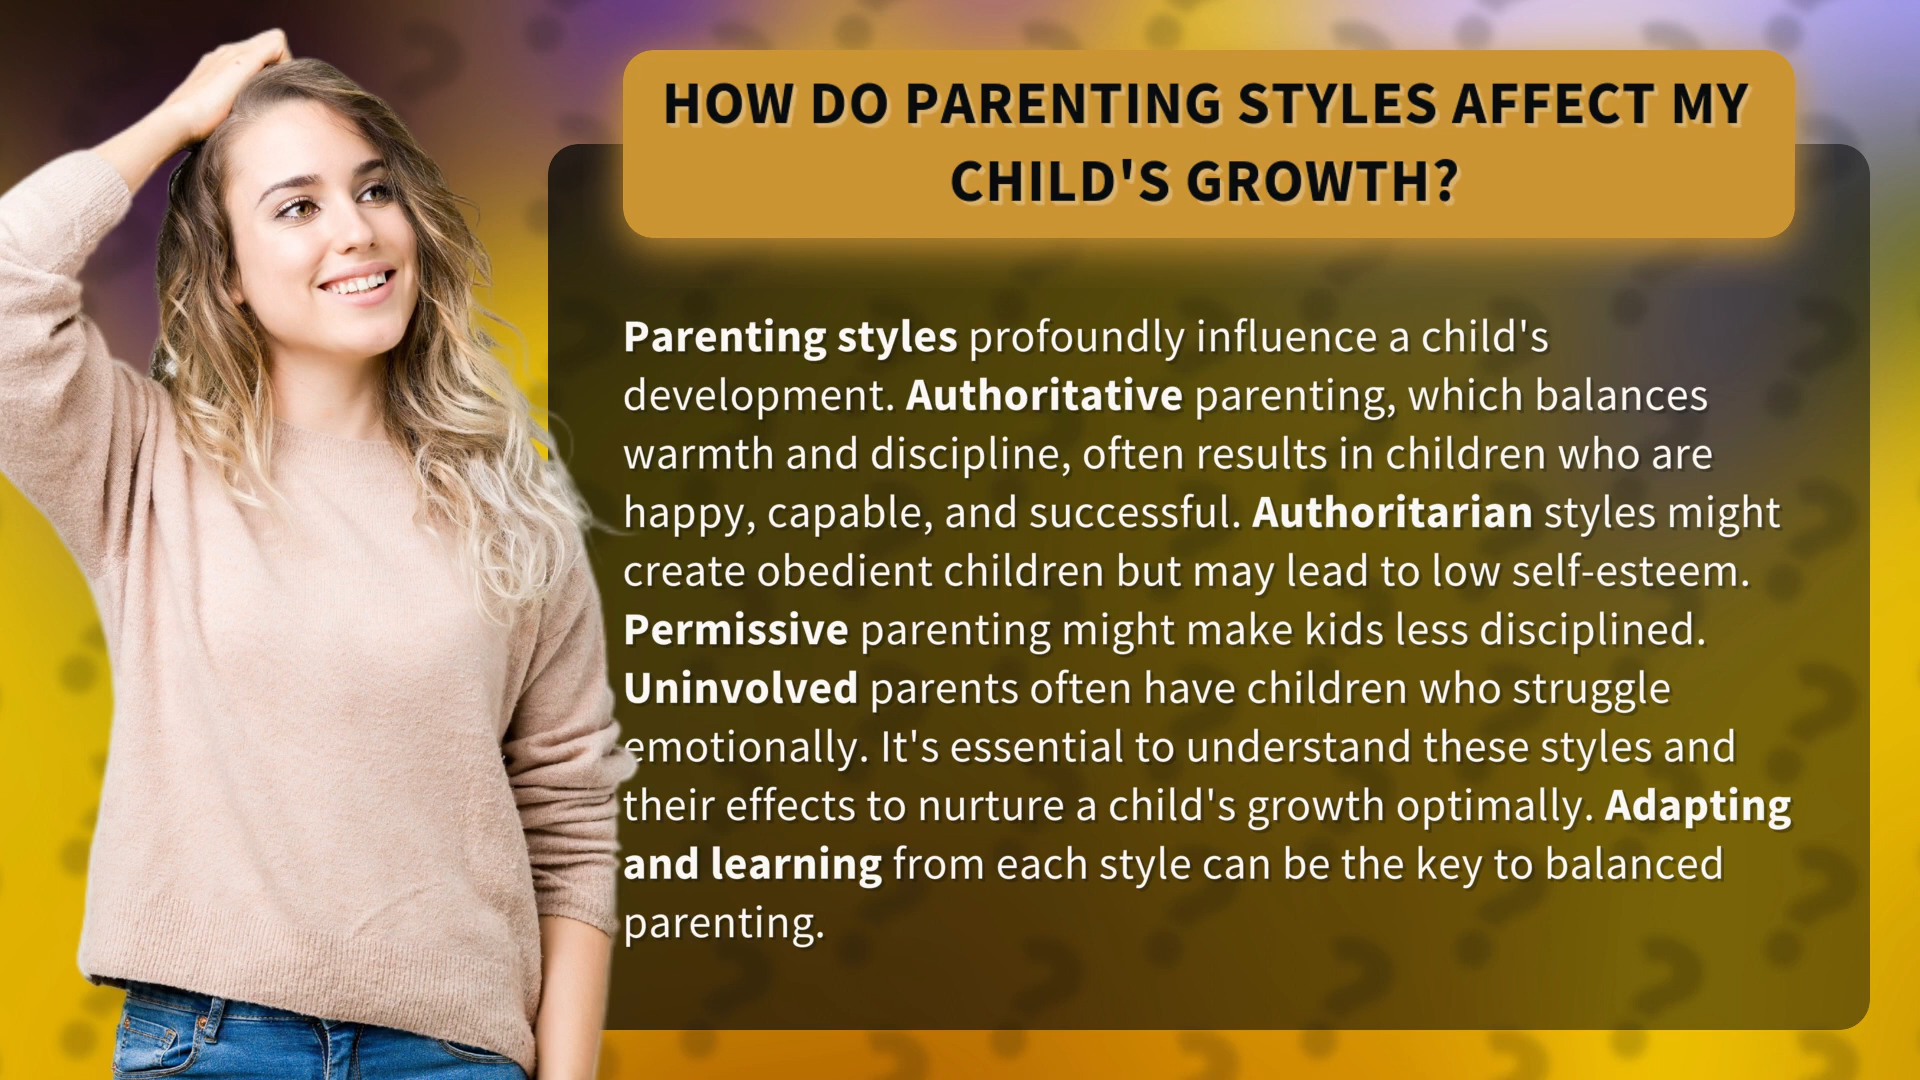 HOW DO PARENTING STYLES AFFECT MY
CHILD'S GROWTH?
Parenting styles profoundly influence a child's
development. Authoritative parenting, which balances
warmth and discipline, often results in children who are
happy, capable, and successful. Authoritarian styles might
create obedient children but may lead to low self-esteem.
Permissive parenting might make kids less disciplined.
Uninvolved parents often have children who struggle
emotionally. It's essential to understand these styles and
their effects to nurture a child's growth optimally. Adapting
and learning from each style can be the key to balanced
parenting.